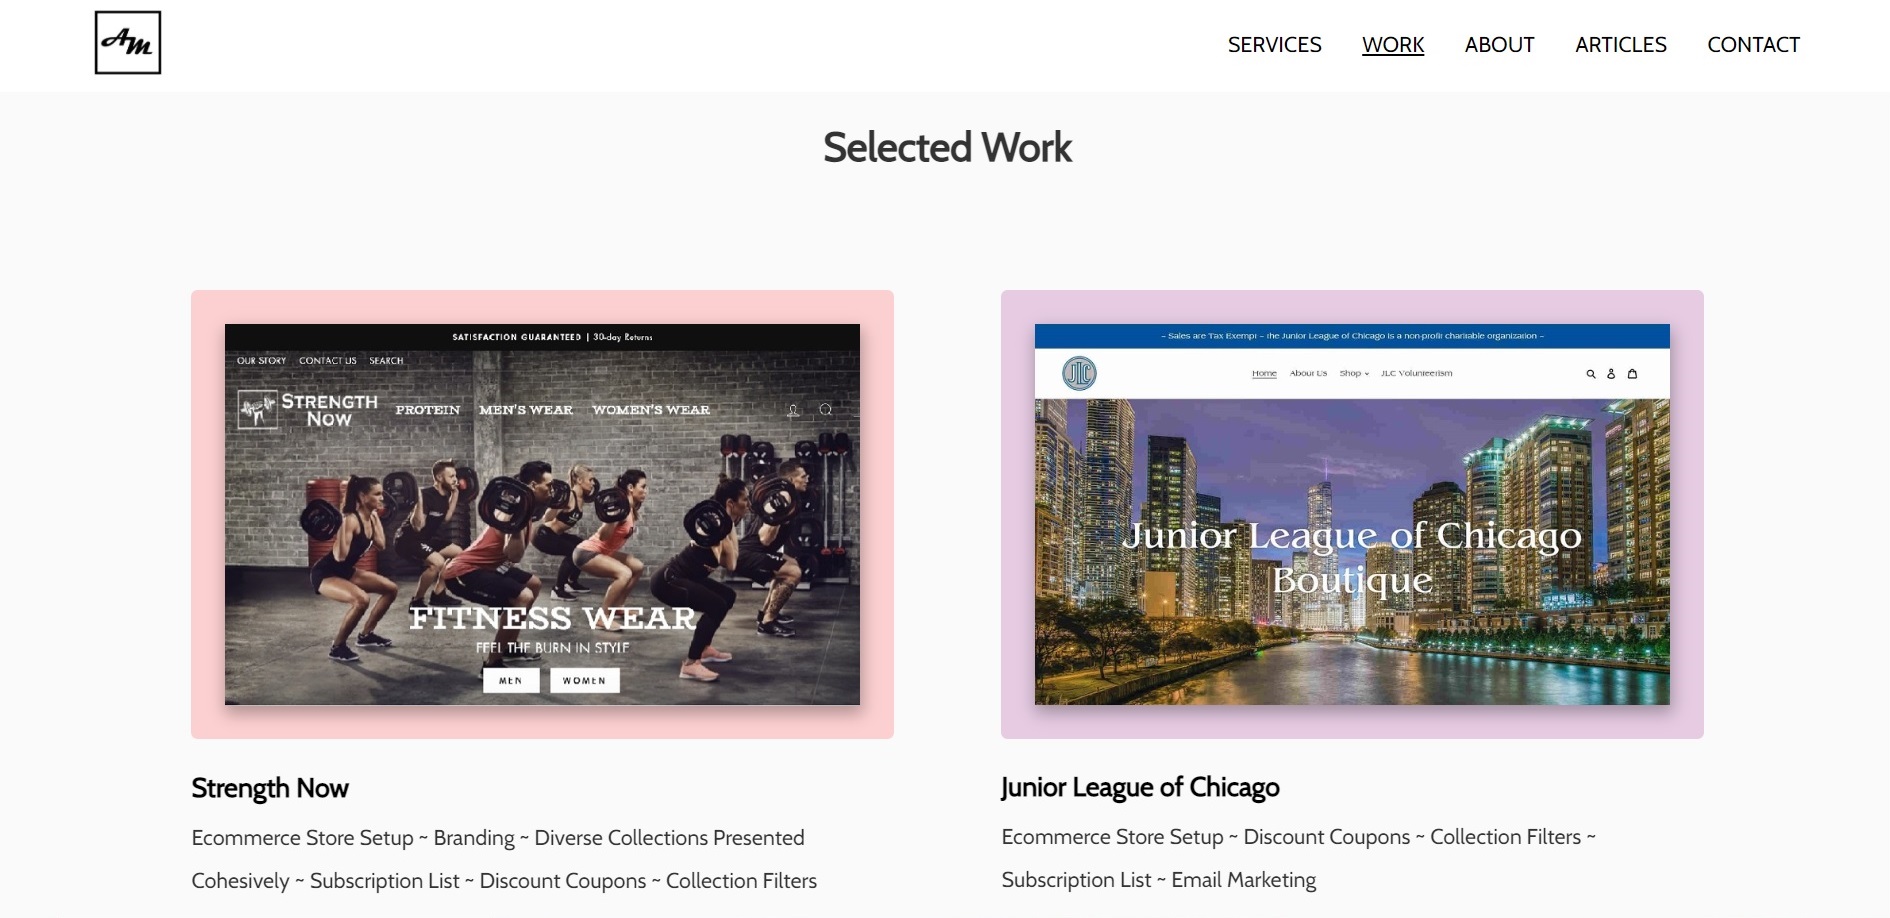 AM
SERVICES WORK ABOUT ARTICLES CONTACT
Selected Work
SATISFACTION GUARANTEED | 30-day Returns
OUR STORY CONTACT US SEARCH
STRENGTH
NOW
PROTEIN MEN'S WEAR WOMEN'S WEAR
FITNESS WEAR
FEEL THE BURN IN STYLE
MEN WOMEN
~ Sales are Tax Exempt ~ the Junior League of Chicago is a non-profit charitable organization ~
JLC
Home About Us Shop JLC Volunteerism
Junior League of Chicago
Boutique
Strength Now
Ecommerce Store Setup ~ Branding ~ Diverse Collections Presented
Cohesively ~ Subscription List ~ Discount Coupons ~ Collection Filters
Junior League of Chicago
Ecommerce Store Setup ~ Discount Coupons ~ Collection Filters ~
Subscription List ~ Email Marketing